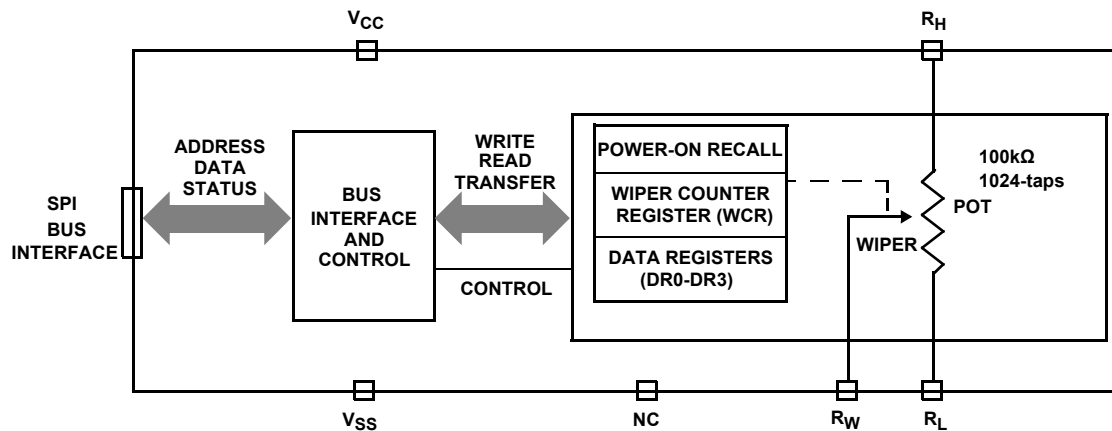 VCC
RH
ADDRESS
DATA
STATUS
WRITE
READ
TRANSFER
POWER-ON RECALL
100kΩ
1024-taps
SPI
BUS
INTERFACE
BUS
INTERFACE
AND
CONTROL
WIPER COUNTER
REGISTER (WCR)
POT
WIPER
DATA REGISTERS
(DR0-DR3)
CONTROL
VSS
NC
RW
RL